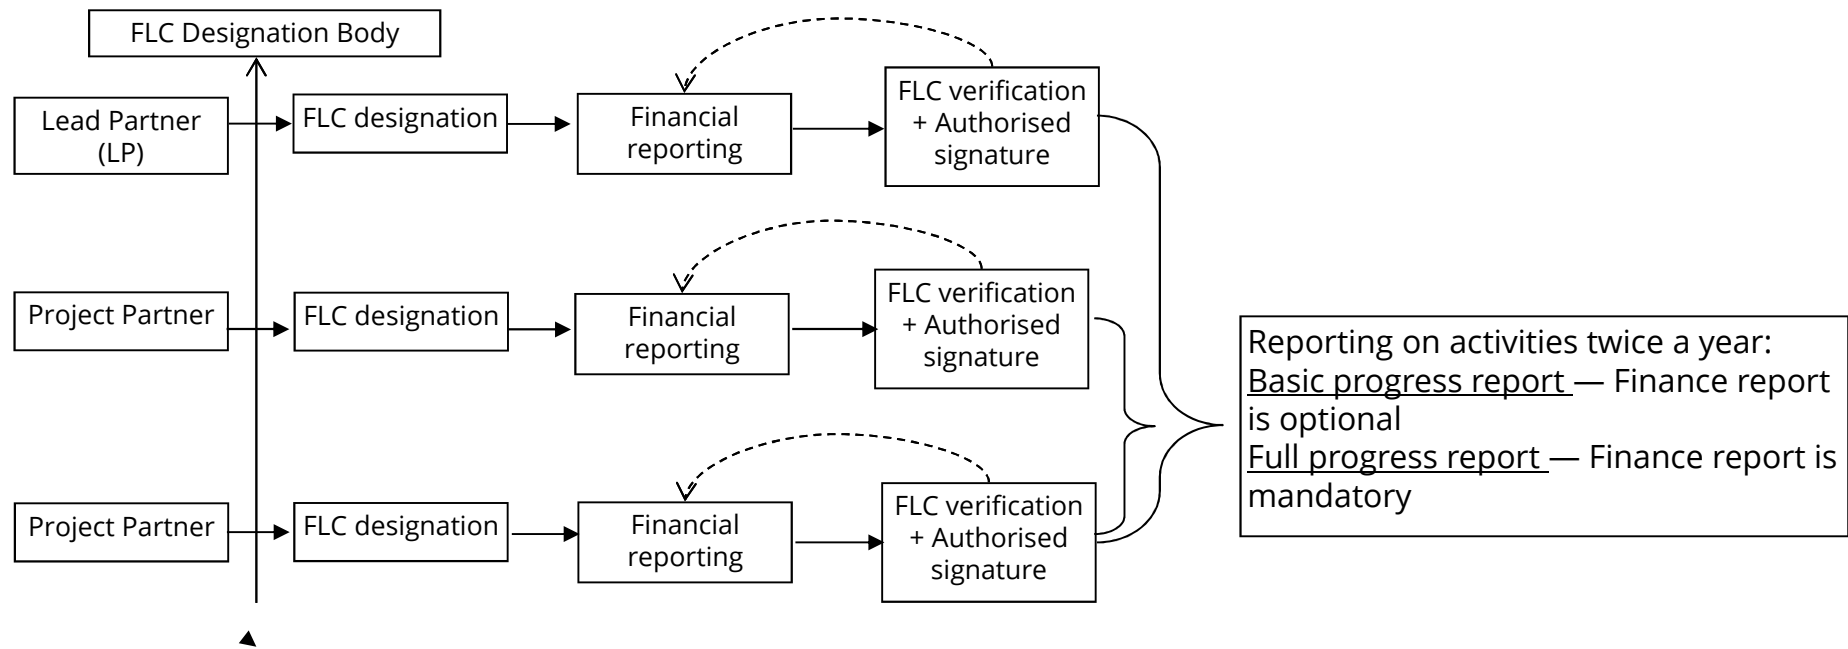 FLC Designation Body
Lead Partner
(LP)
FLC designation
Financial
reporting
FLC verification
+ Authorised
signature
Project Partner
FLC designation
Financial
reporting
FLC verification
+ Authorised
signature
Project Partner
FLC designation
Financial
reporting
FLC verification
+ Authorised
signature
Reporting on activities twice a year:
Basic progress report — Finance report
is optional
Full progress report — Finance report is
mandatory